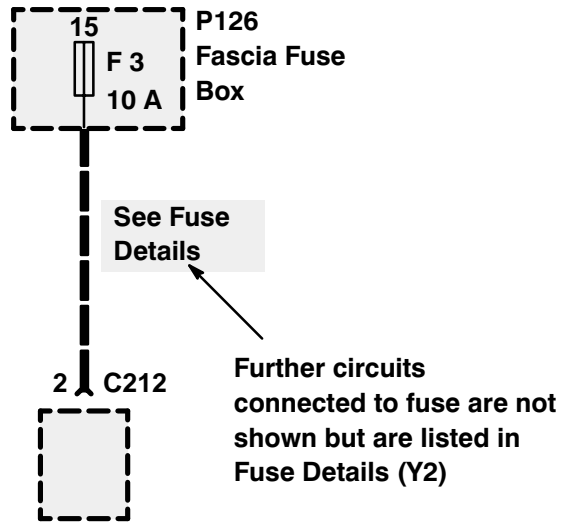 15
F 3
10 A
P126
Fascia Fuse
Box
See Fuse
Details
2 C212
Further circuits
connected to fuse are not
shown but are listed in
Fuse Details (Y2)